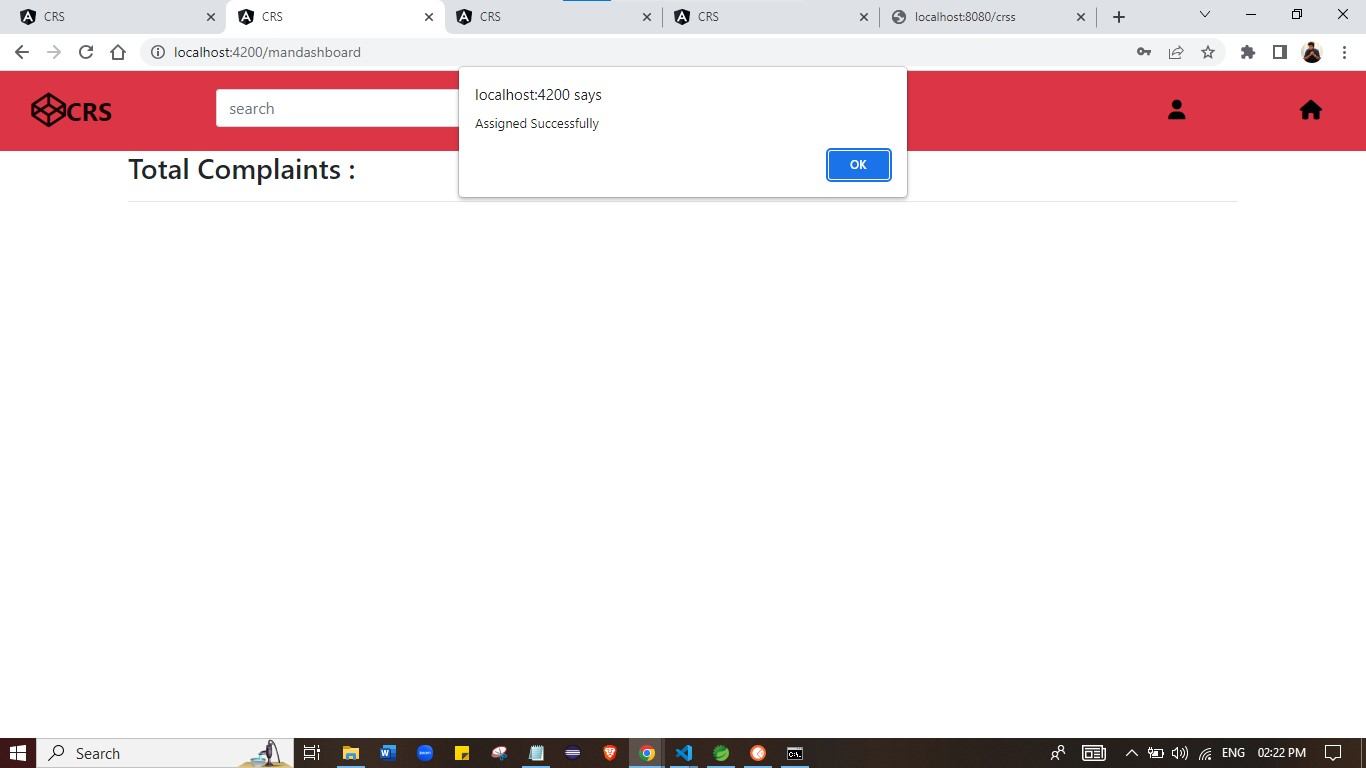 CRS
CRS
CRS
CRS
localhost:8080/crss
localhost:4200/mandashboard
CRS
search
localhost:4200 says
Assigned Successfully
OK
Total Complaints :
Search
ENG
02:22 PM